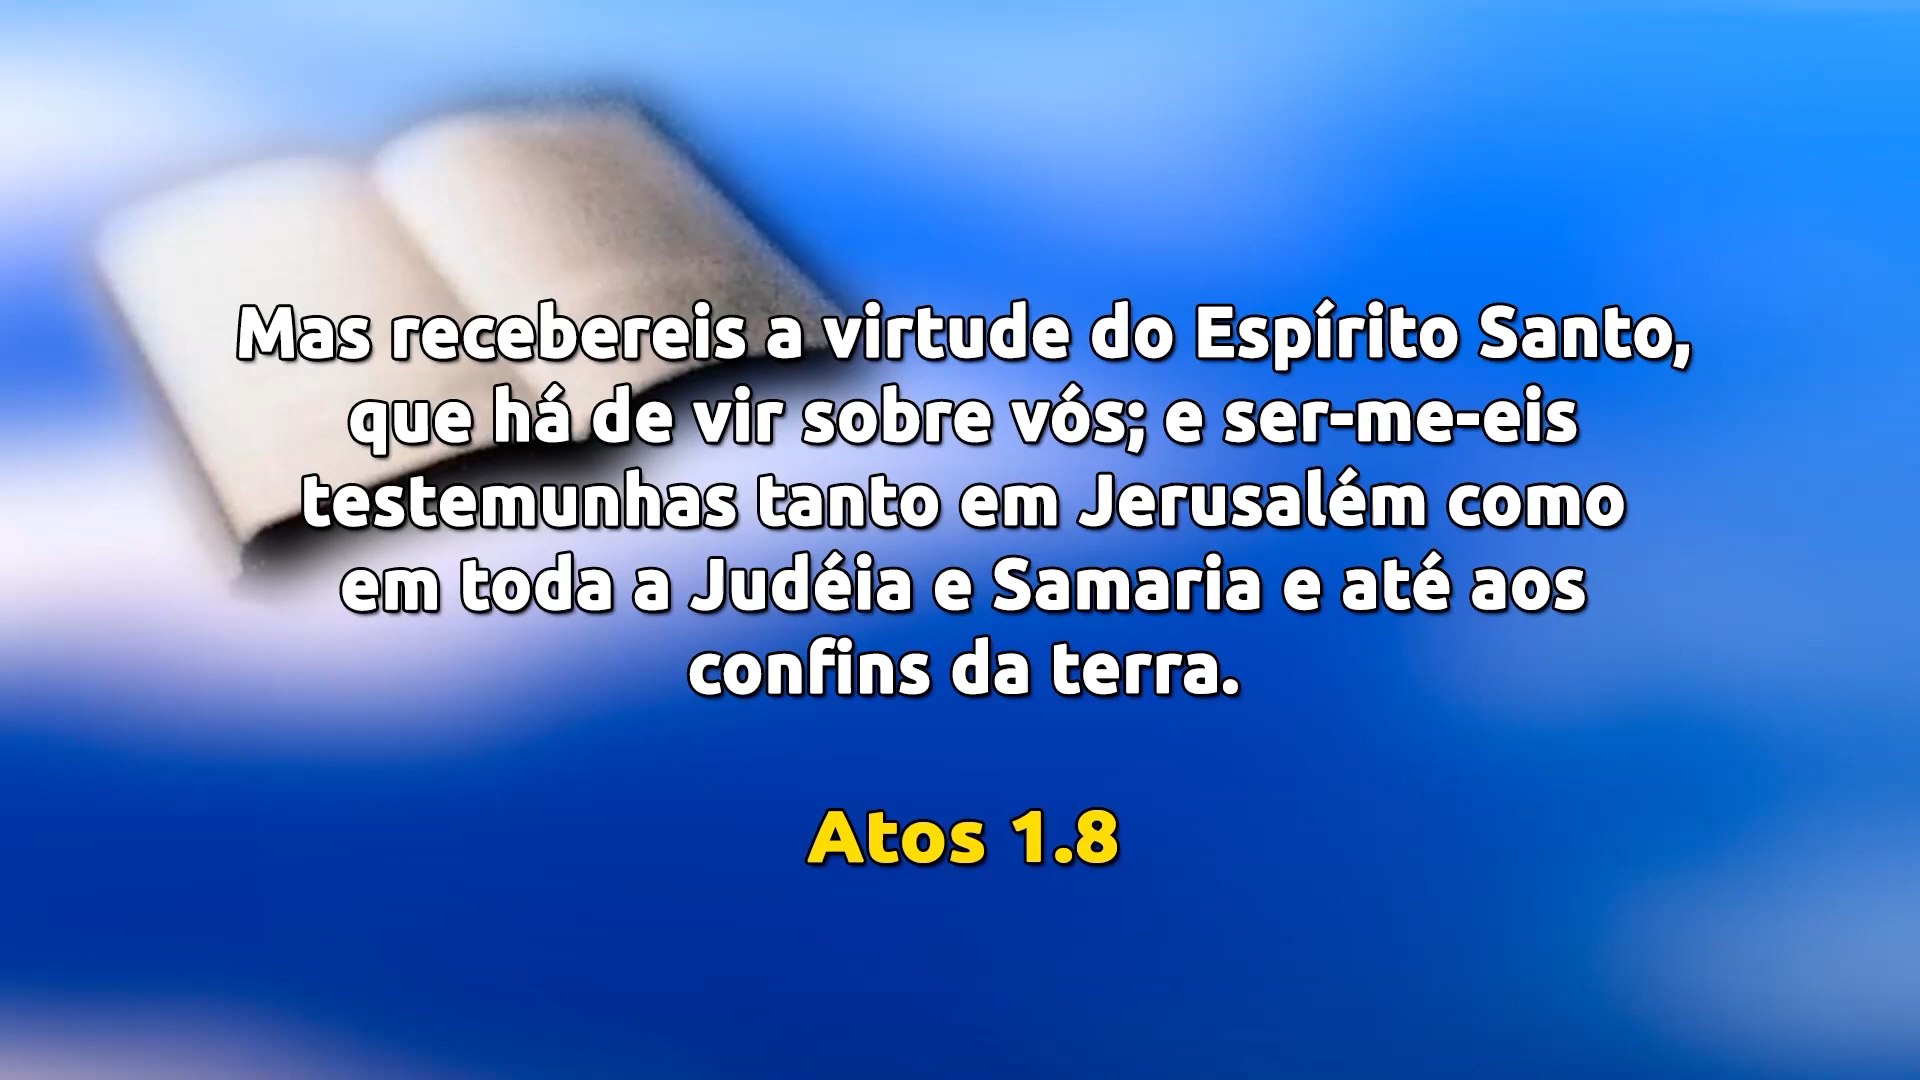 Mas recebereis a virtude do Espírito Santo,
que há de vir sobre vós; e ser-me-eis
testemunhas tanto em Jerusalém como
em toda a Judéia e Samaria e até aos
confins da terra.
Atos 1.8